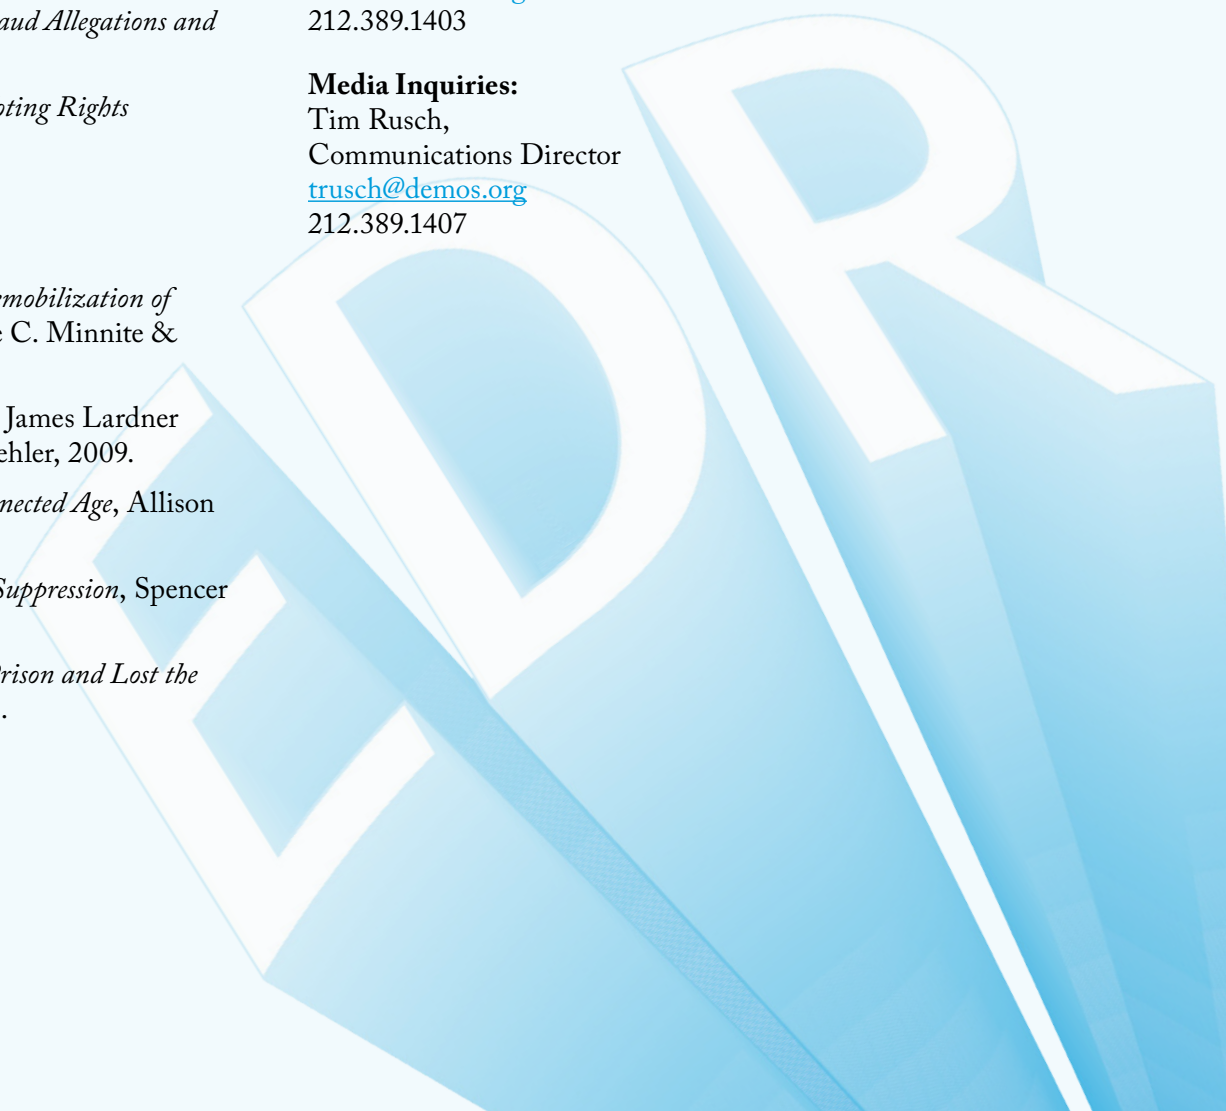 aud Allegations and
oting Rights
emobilization of
e C. Minnite &
James Lardner
ehler, 2009.
nected Age, Allison
Suppression, Spencer
Prison and Lost the
.
212.389.1403
Media Inquiries:
Tim Rusch,
Communications Director
trusch@demos.org
212.389.1407
EDR